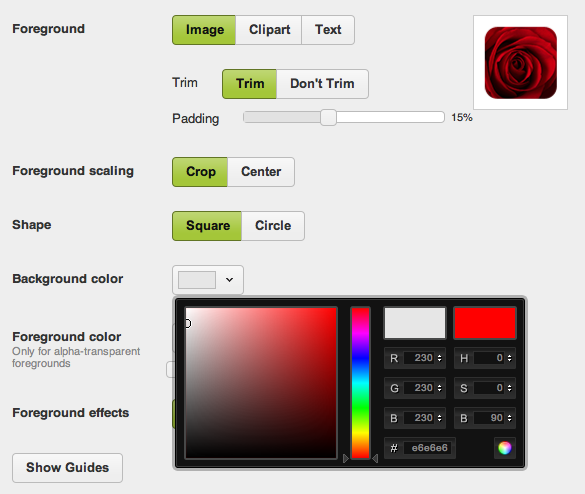 Foreground
Image Clipart Text
Trim Trim Don't Trim
Padding 15%
Foreground scaling
Crop Center
Shape
Square Circle
Background color
Foreground color
Only for alpha-transparent
foregrounds
Foreground effects
Show Guides
R 230 H 0
G 230 S 0
B 230 B 90
# e6e6e6